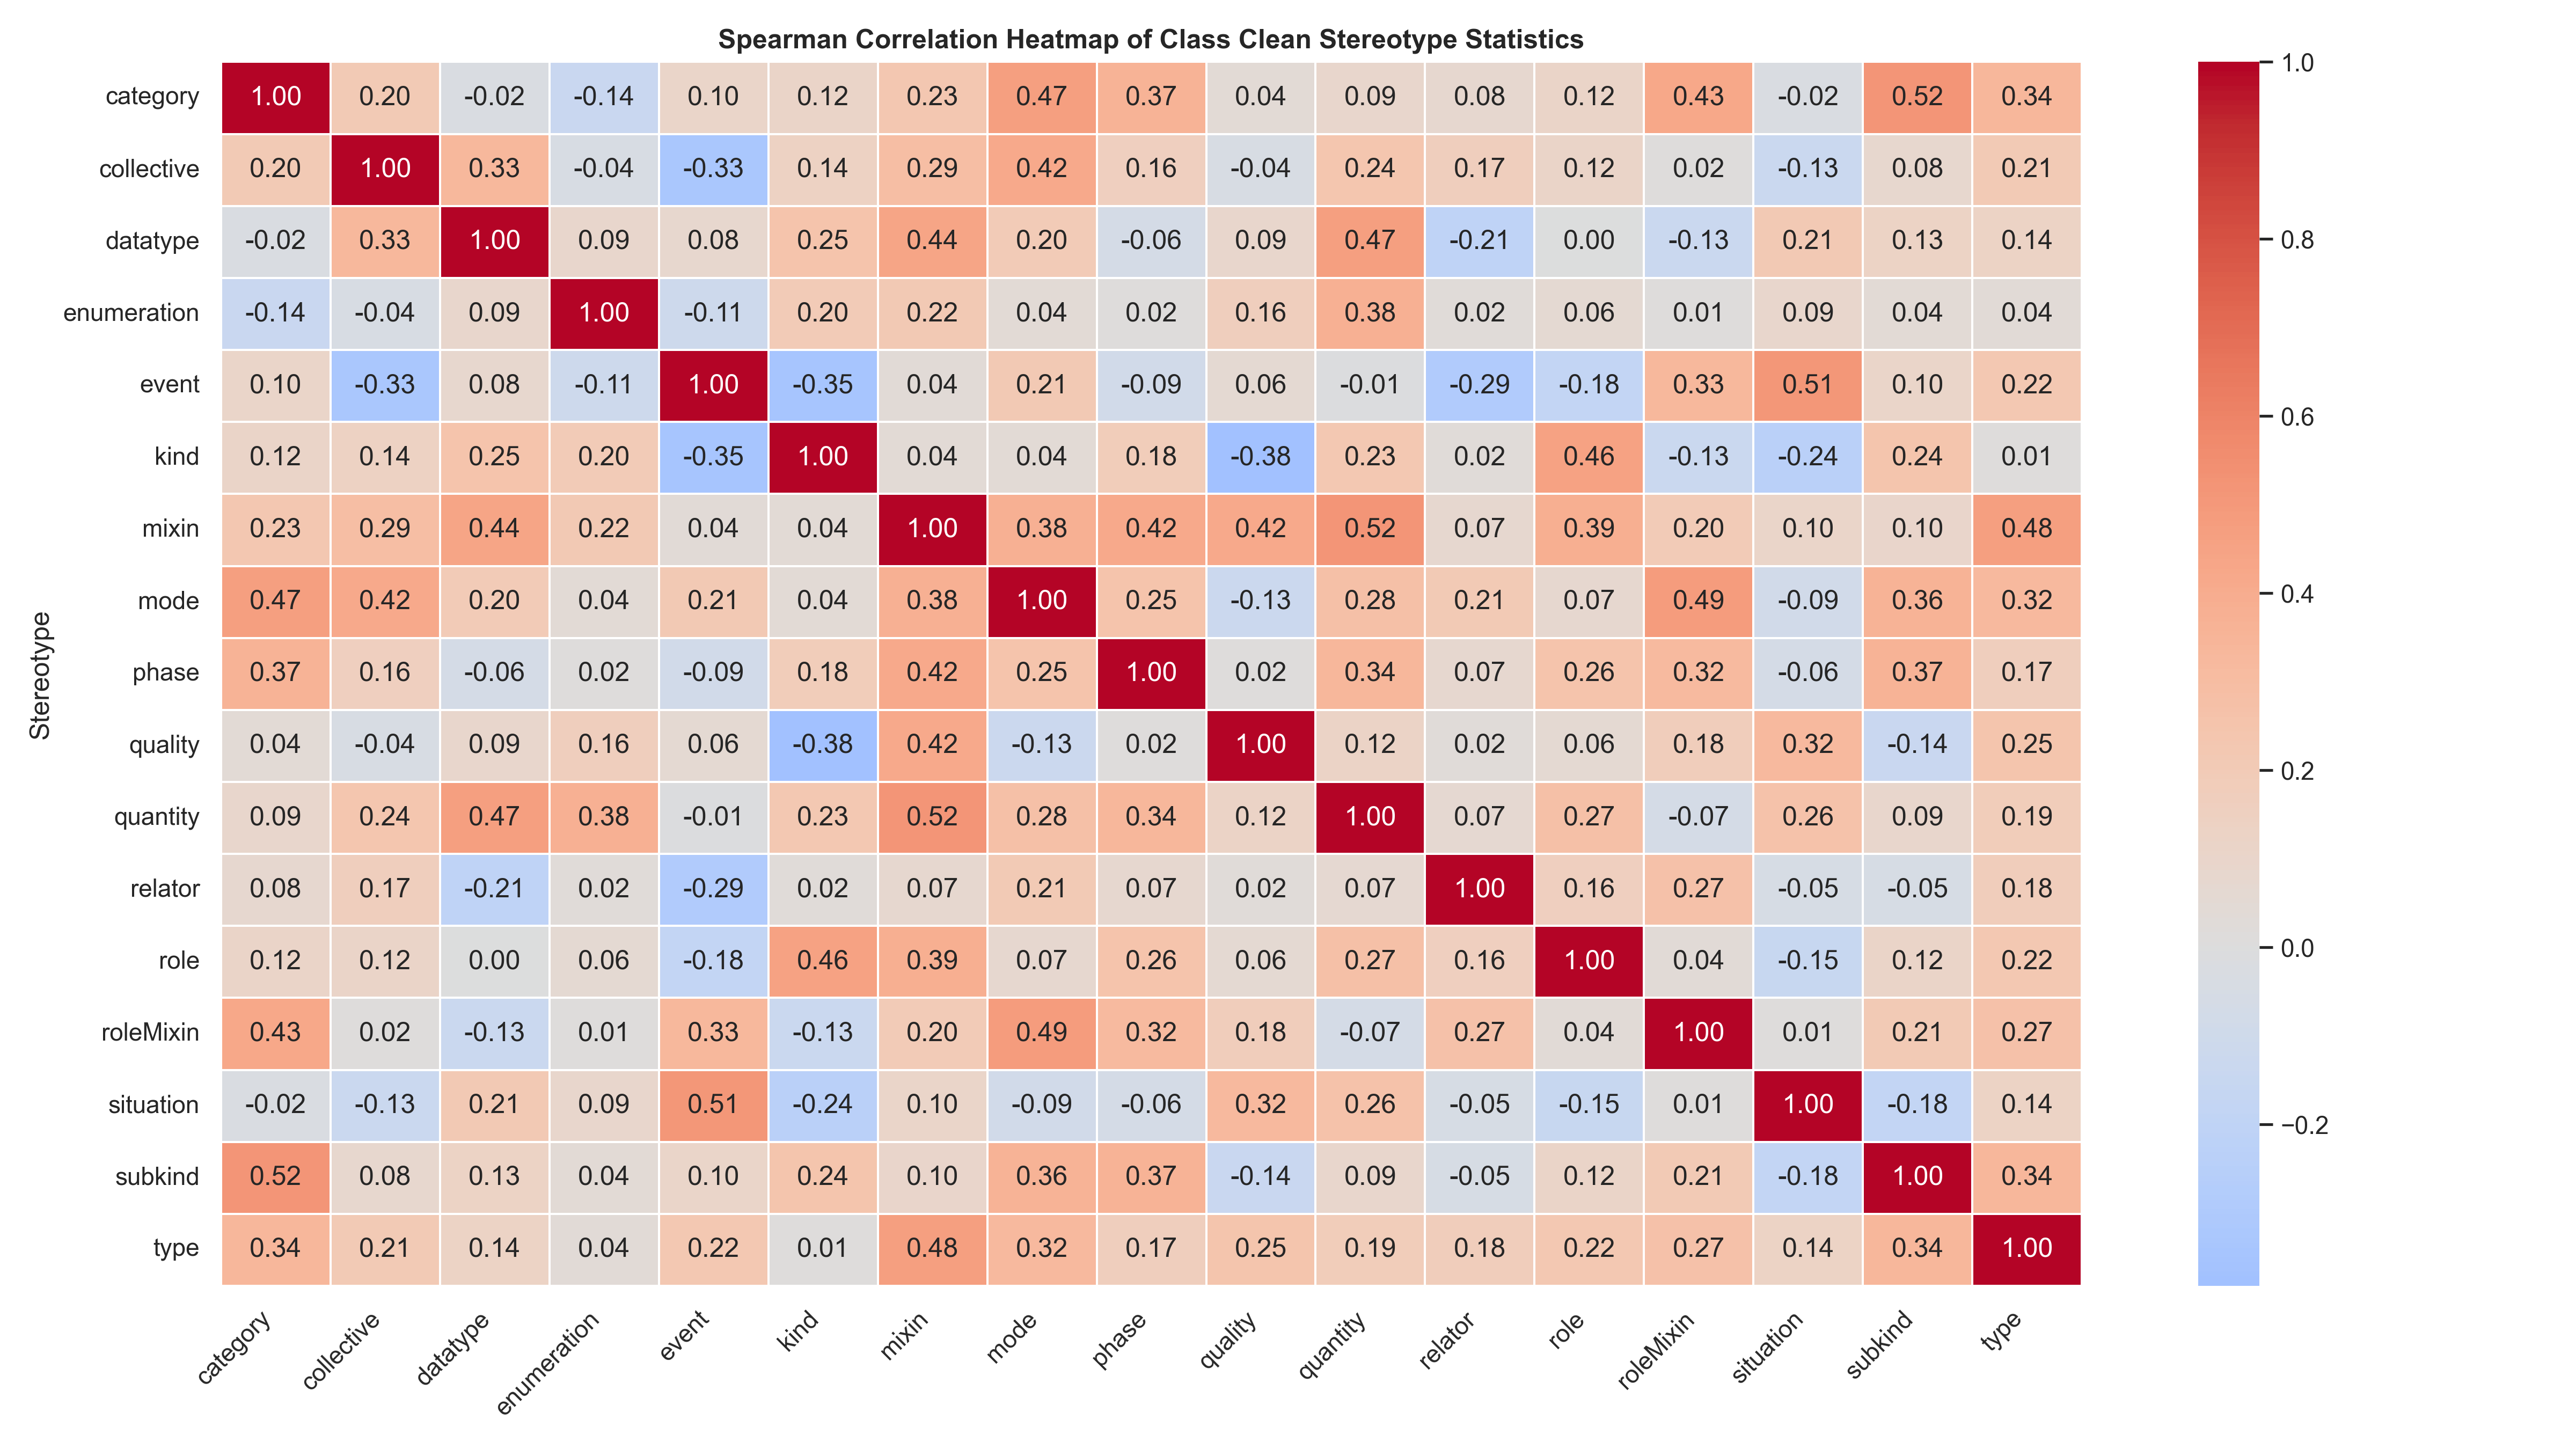 Spearman Correlation Heatmap of Class Clean Stereotype Statistics
category 1.00 0.20 -0.02 -0.14 0.10 0.12 0.23 0.47 0.37 0.04 0.09 0.08 0.12 0.43 -0.02 0.52 0.34
collective 0.20 1.00 0.33 -0.04 -0.33 0.14 0.29 0.42 0.16 -0.04 0.24 0.17 0.12 0.02 -0.13 0.08 0.21
datatype -0.02 0.33 1.00 0.09 0.08 0.25 0.44 0.20 -0.06 0.09 0.47 -0.21 0.00 -0.13 0.21 0.13 0.14
enumeration -0.14 -0.04 0.09 1.00 -0.11 0.20 0.22 0.04 0.02 0.16 0.38 0.02 0.06 0.01 0.09 0.04 0.04
event 0.10 -0.33 0.08 -0.11 1.00 -0.35 0.04 0.21 -0.09 0.06 -0.01 -0.29 -0.18 0.33 0.51 0.10 0.22
kind 0.12 0.14 0.25 0.20 -0.35 1.00 0.04 0.04 0.18 -0.38 0.23 0.02 0.46 -0.13 -0.24 0.24 0.01
mixin 0.23 0.29 0.44 0.22 0.04 0.04 1.00 0.38 0.42 0.42 0.52 0.07 0.39 0.20 0.10 0.10 0.48
mode 0.47 0.42 0.20 0.04 0.21 0.04 0.38 1.00 0.25 -0.13 0.28 0.21 0.07 0.49 -0.09 0.36 0.32
phase 0.37 0.16 -0.06 0.02 -0.09 0.18 0.42 0.25 1.00 0.02 0.34 0.07 0.26 0.32 -0.06 0.37 0.17
quality 0.04 -0.04 0.09 0.16 0.06 -0.38 0.42 -0.13 0.02 1.00 0.12 0.02 0.06 0.18 0.32 -0.14 0.25
quantity 0.09 0.24 0.47 0.38 -0.01 0.23 0.52 0.28 0.34 0.12 1.00 0.07 0.27 -0.07 0.26 0.09 0.19
relator 0.08 0.17 -0.21 0.02 -0.29 0.02 0.07 0.21 0.07 0.02 0.07 1.00 0.16 0.27 -0.05 -0.05 0.18
role 0.12 0.12 0.00 0.06 -0.18 0.46 0.39 0.07 0.26 0.06 0.27 0.16 1.00 0.04 -0.15 0.12 0.22
roleMixin 0.43 0.02 -0.13 0.01 0.33 -0.13 0.20 0.49 0.32 0.18 -0.07 0.27 0.04 1.00 0.01 0.21 0.27
situation -0.02 -0.13 0.21 0.09 0.51 -0.24 0.10 -0.09 -0.06 0.32 0.26 -0.05 -0.15 0.01 1.00 -0.18 0.14
subkind 0.52 0.08 0.13 0.04 0.10 0.24 0.10 0.36 0.37 -0.14 0.09 -0.05 0.12 0.21 -0.18 1.00 0.34
type 0.34 0.21 0.14 0.04 0.22 0.01 0.48 0.32 0.17 0.25 0.19 0.18 0.22 0.27 0.14 0.34 1.00
category collective datatype enumeration event kind mixin mode phase quality quantity relator role roleMixin situation subkind type
Stereotype
1.0
0.8
0.6
0.4
0.2
0.0
−0.2